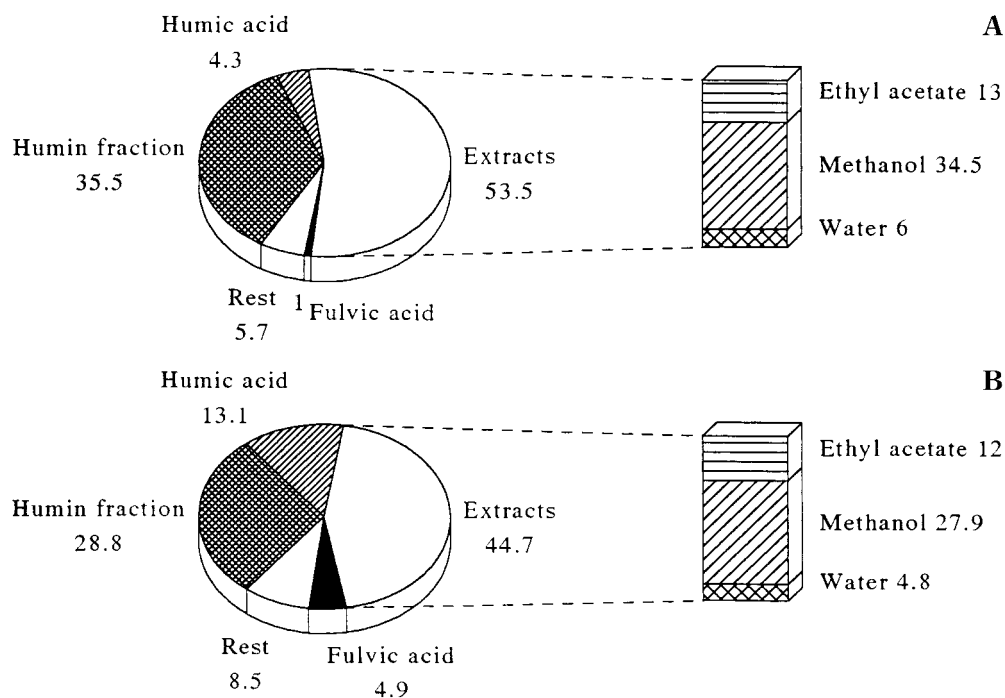 A
Humic acid
4.3
Ethyl acetate 13
Humin fraction
35.5
Extracts
53.5
Methanol 34.5
Water 6
Rest
5.7
1
Fulvic acid
B
Humic acid
13.1
Ethyl acetate 12
Humin fraction
28.8
Extracts
44.7
Methanol 27.9
Water 4.8
Rest
8.5
Fulvic acid
4.9